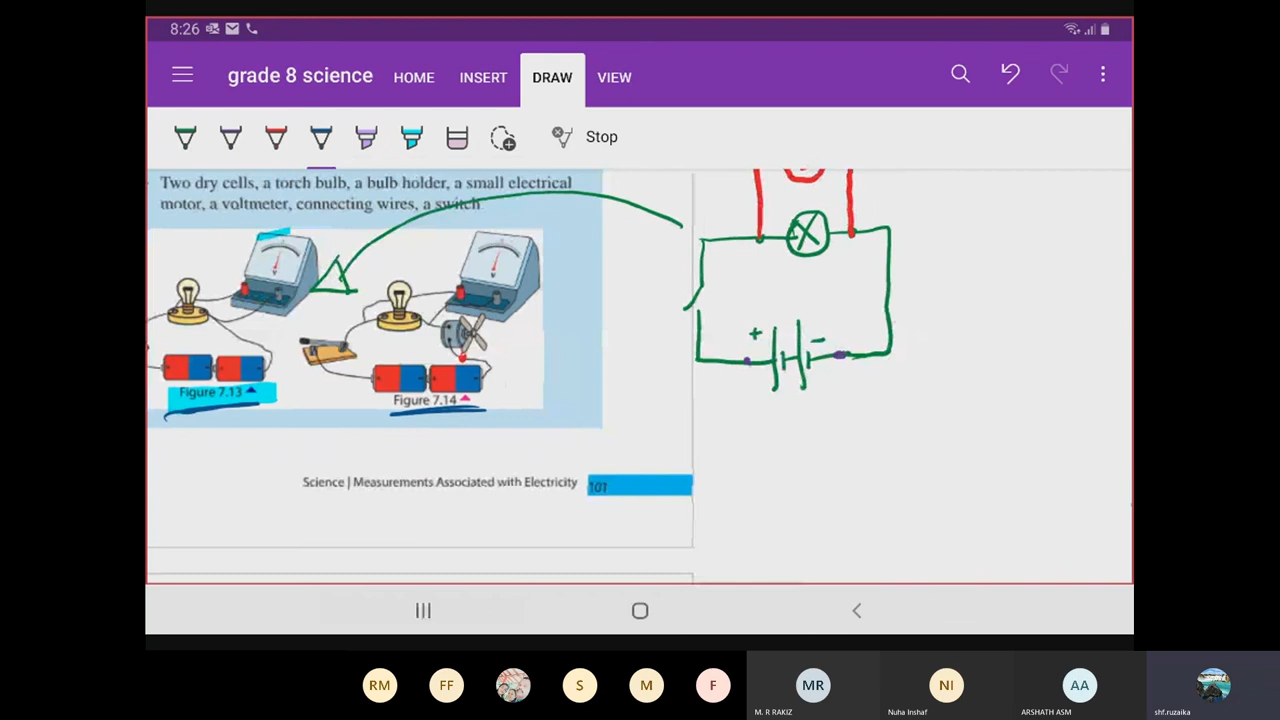 8:26
grade 8 science HOME INSERT DRAW VIEW
Stop
Two dry cells, a torch bulb, a bulb holder, a small electrical
motor, a voltmeter, connecting wires, a switch
+ −
Figure 7.13
Figure 7.14
Science | Measurements Associated with Electricity 101
RM FF S M F MR NI AA
M. R RAKIZ Nuha Inshaf ARSHATH ASM shf.ruzaika